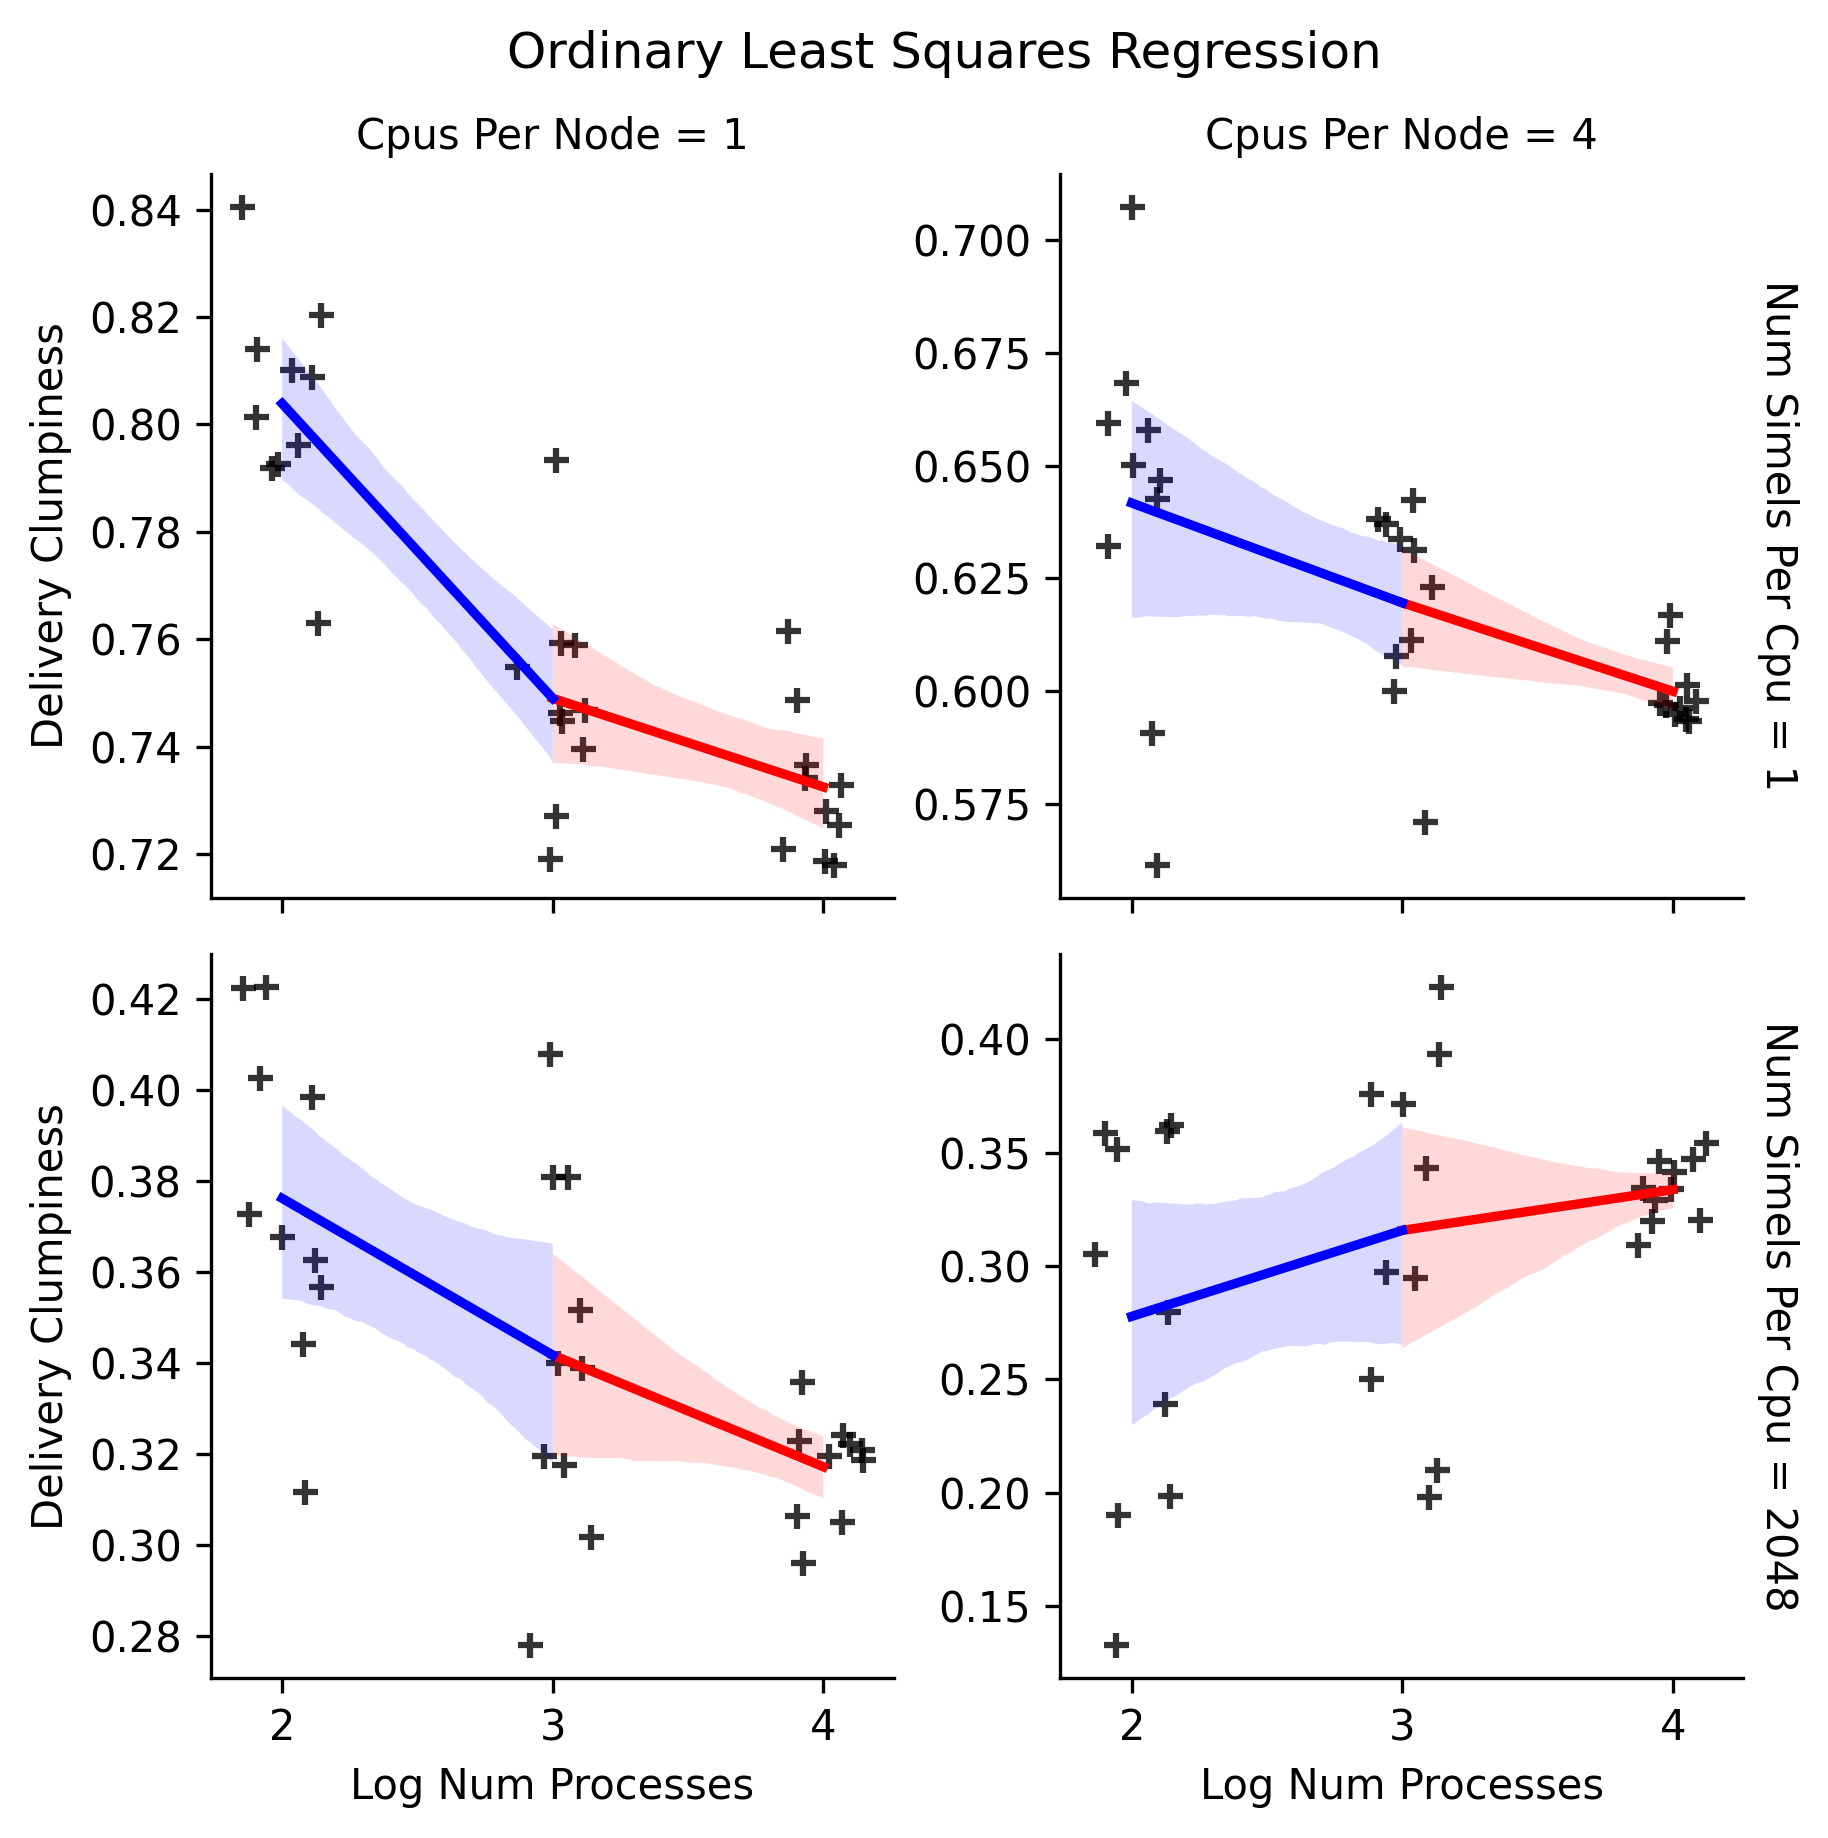 Ordinary Least Squares Regression
Cpus Per Node = 1
Cpus Per Node = 4
0.84
0.82
0.80
0.78
0.76
0.74
0.72
Delivery Clumpiness
0.700
0.675
0.650
0.625
0.600
0.575
Num Simels Per Cpu = 1
0.42
0.40
0.38
0.36
0.34
0.32
0.30
0.28
Delivery Clumpiness
2 3 4
Log Num Processes
0.40
0.35
0.30
0.25
0.20
0.15
2 3 4
Log Num Processes
Num Simels Per Cpu = 2048